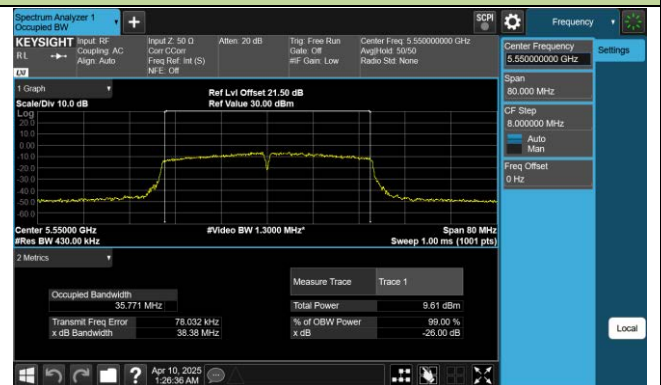 Spectrum Analyzer 1
Occupied BW
SCPI
Frequency
KEYSIGHT
RL
LXI
Input: RF
Coupling: AC
Align: Auto
Input Z: 50 Ω
Corr CCorr
Freq Ref: Int (S)
NFE: Off
Atten: 20 dB
Trig: Free Run
Gate: Off
#IF Gain: Low
Center Freq: 5.550000000 GHz
Avg|Hold: 50/50
Radio Std: None
Center Frequency
5.550000000 GHz
Settings
Span
80.000 MHz
CF Step
8.000000 MHz
Auto
Man
Freq Offset
0 Hz
1 Graph
Scale/Div 10.0 dB
Ref Lvl Offset 21.50 dB
Ref Value 30.00 dBm
Log
20.0
10.0
0.00
-10.0
-20.0
-30.0
-40.0
-50.0
-60.0
Center 5.55000 GHz
#Video BW 1.3000 MHz*
Span 80 MHz
#Res BW 430.00 kHz
Sweep 1.00 ms (1001 pts)
2 Metrics
Measure Trace
Trace 1
Occupied Bandwidth
35.771 MHz
Total Power
9.61 dBm
Transmit Freq Error
78.032 kHz
% of OBW Power
99.00 %
x dB Bandwidth
38.38 MHz
x dB
-26.00 dB
Local
?
Apr 10, 2025
1:26:36 AM